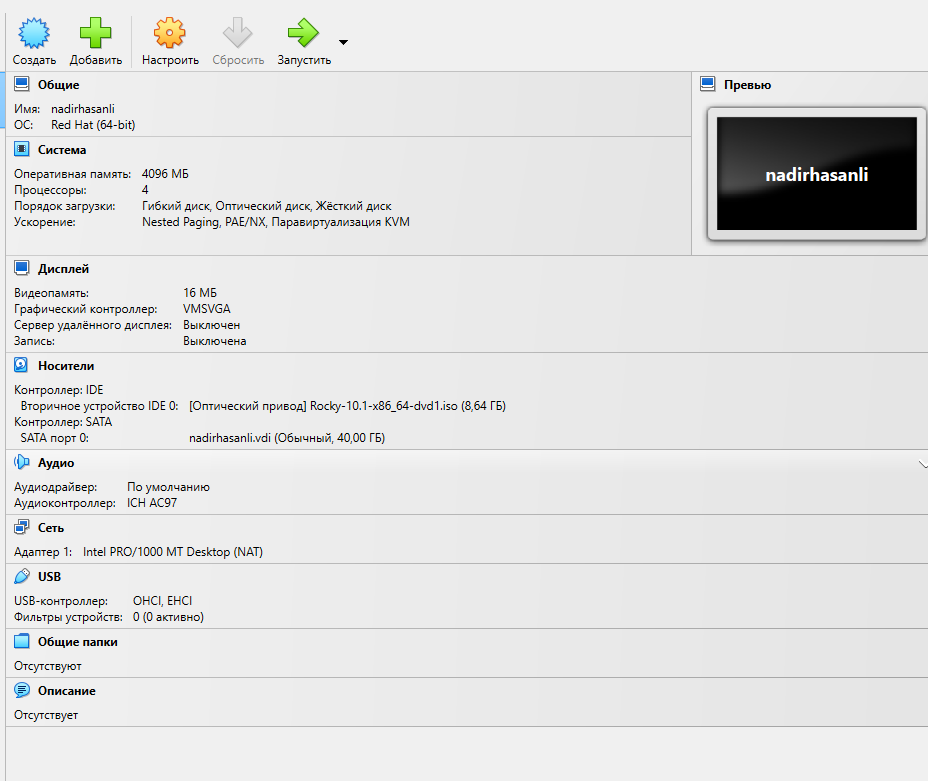 Создать Добавить Настроить Сбросить Запустить
Общие
Имя: nadirhasanli
ОС: Red Hat (64-bit)
Превью
nadirhasanli
Система
Оперативная память: 4096 МБ
Процессоры: 4
Порядок загрузки: Гибкий диск, Оптический диск, Жёсткий диск
Ускорение: Nested Paging, PAE/NX, Паравиртуализация KVM
Дисплей
Видеопамять: 16 МБ
Графический контроллер: VMSVGA
Сервер удалённого дисплея: Выключен
Запись: Выключена
Носители
Контроллер: IDE
Вторичное устройство IDE 0: [Оптический привод] Rocky-10.1-x86_64-dvd1.iso (8,64 ГБ)
Контроллер: SATA
SATA порт 0: nadirhasanli.vdi (Обычный, 40,00 ГБ)
Аудио
Аудиодрайвер: По умолчанию
Аудиоконтроллер: ICH AC97
Сеть
Адаптер 1: Intel PRO/1000 MT Desktop (NAT)
USB
USB-контроллер: OHCI, EHCI
Фильтры устройств: 0 (0 активно)
Общие папки
Отсутствуют
Описание
Отсутствует